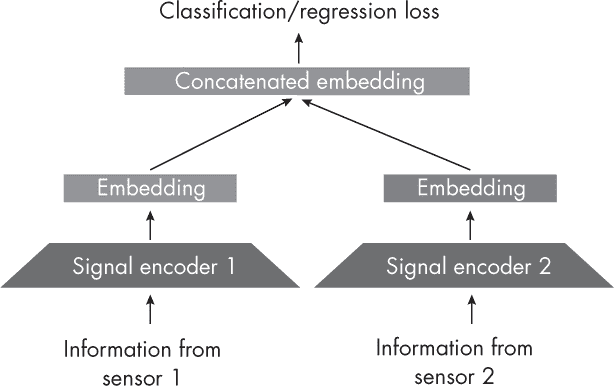 Classification/regression loss
Concatenated embedding
Embedding
Embedding
Signal encoder 1
Signal encoder 2
Information from
sensor 1
Information from
sensor 2